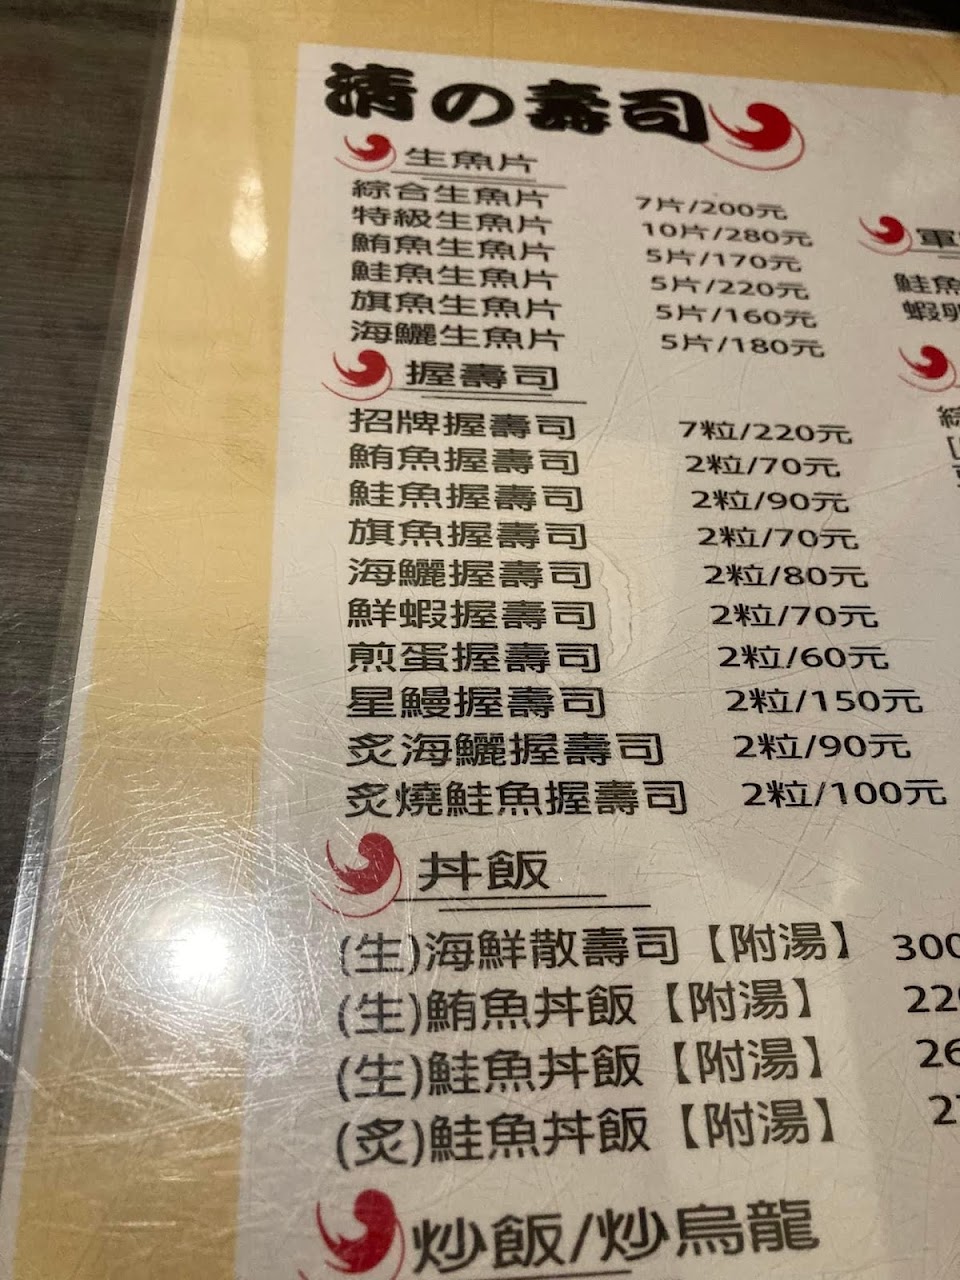 清の壽司
生魚片
綜合生魚片 7片/200元
特級生魚片 10片/280元
鮪魚生魚片 5片/170元
鮭魚生魚片 5片/220元
旗魚生魚片 5片/160元
海鱺生魚片 5片/180元
握壽司
招牌握壽司 7粒/220元
鮪魚握壽司 2粒/70元
鮭魚握壽司 2粒/90元
旗魚握壽司 2粒/70元
海鱺握壽司 2粒/80元
鮮蝦握壽司 2粒/70元
煎蛋握壽司 2粒/60元
星鰻握壽司 2粒/150元
炙海鱺握壽司 2粒/90元
炙燒鮭魚握壽司 2粒/100元
丼飯
(生)海鮮散壽司【附湯】 300
(生)鮪魚丼飯【附湯】 220
(生)鮭魚丼飯【附湯】 26
(炙)鮭魚丼飯【附湯】 27
炒飯/炒烏龍
軍
鮭魚
蝦卵
綜